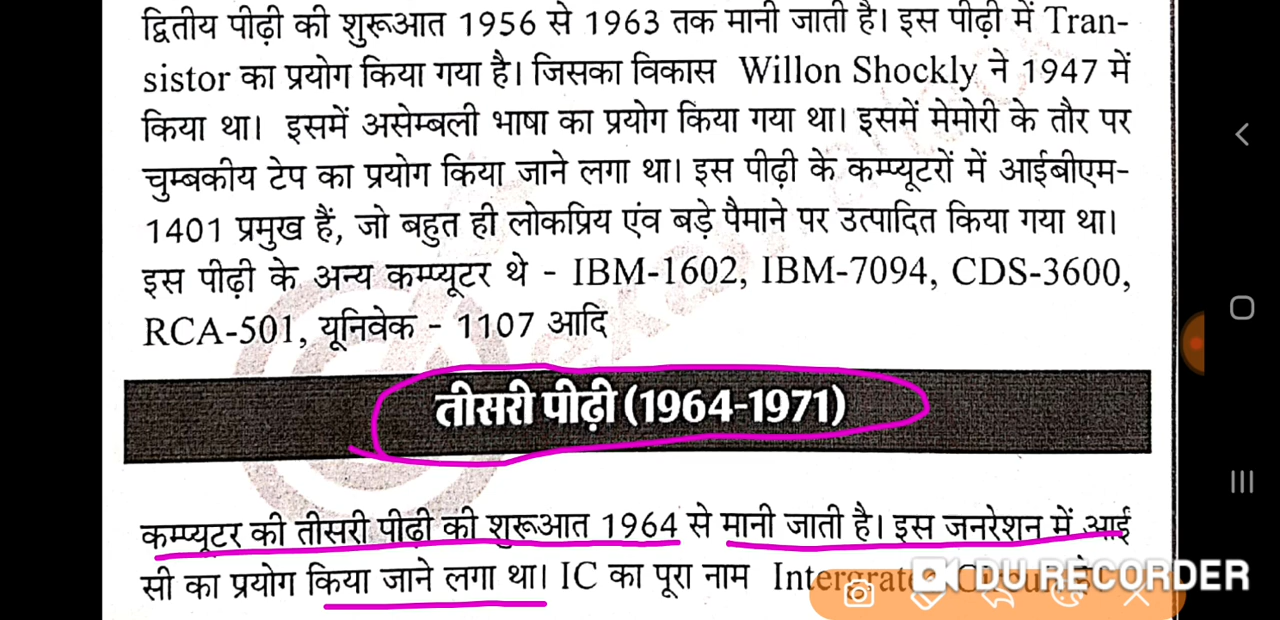 द्वितीय पीढ़ी की शुरूआत 1956 से 1963 तक मानी जाती है। इस पीढ़ी में Tran-
sistor का प्रयोग किया गया है। जिसका विकास Willon Shockly ने 1947 में
किया था। इसमें असेम्बली भाषा का प्रयोग किया गया था। इसमें मेमोरी के तौर पर
चुम्बकीय टेप का प्रयोग किया जाने लगा था। इस पीढ़ी के कम्प्यूटरों में आईबीएम-
1401 प्रमुख हैं, जो बहुत ही लोकप्रिय एंव बड़े पैमाने पर उत्पादित किया गया था।
इस पीढ़ी के अन्य कम्प्यूटर थे - IBM-1602, IBM-7094, CDS-3600,
RCA-501, यूनिवेक - 1107 आदि
तीसरी पीढ़ी (1964-1971)
कम्प्यूटर की तीसरी पीढी की शुरूआत 1964 से मानी जाती है। इस जनरेशन में आई
सी का प्रयोग किया जाने लगा था। IC का पूरा नाम
DU RECORDER